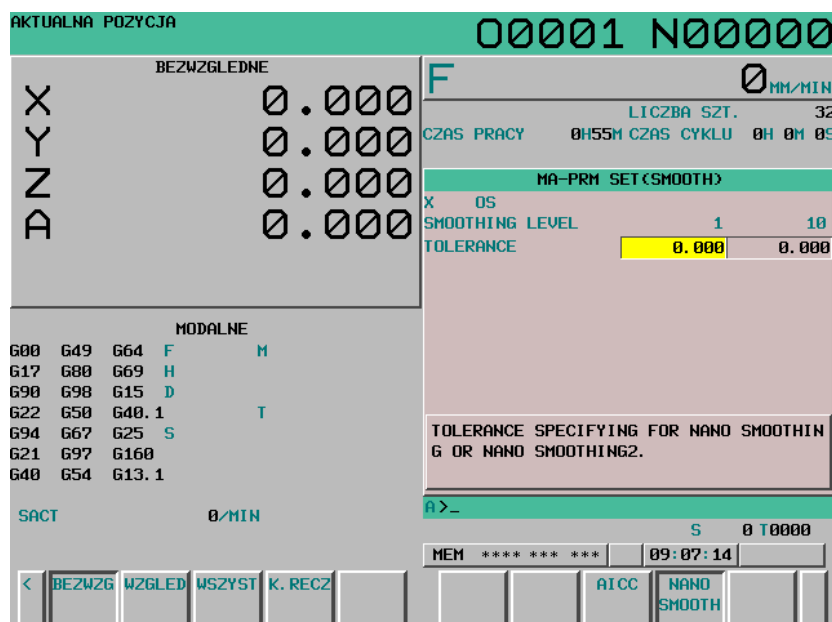 AKTUALNA POZYCJA
O0001 N00000
BEZWZGLEDNE
X 0.000
Y 0.000
Z 0.000
A 0.000
MODALNE
G00 G49 G64 F M
G17 G80 G69 H
G90 G98 G15 D
G22 G50 G40.1 T
G94 G67 G25 S
G21 G97 G160
G40 G54 G13.1
SACT 0/MIN
F 0 MM/MIN
LICZBA SZT. 32
CZAS PRACY 0H55M CZAS CYKLU 0H 0M 0S
MA-PRM SET(SMOOTH)
X OS
SMOOTHING LEVEL 1 10
TOLERANCE 0.000 0.000
TOLERANCE SPECIFYING FOR NANO SMOOTHIN
G OR NANO SMOOTHING2.
A>_
S 0 T0000
MEM **** *** *** 09:07:14
< BEZWZG WZGLED WSZYST K.RECZ AICC NANO
SMOOTH